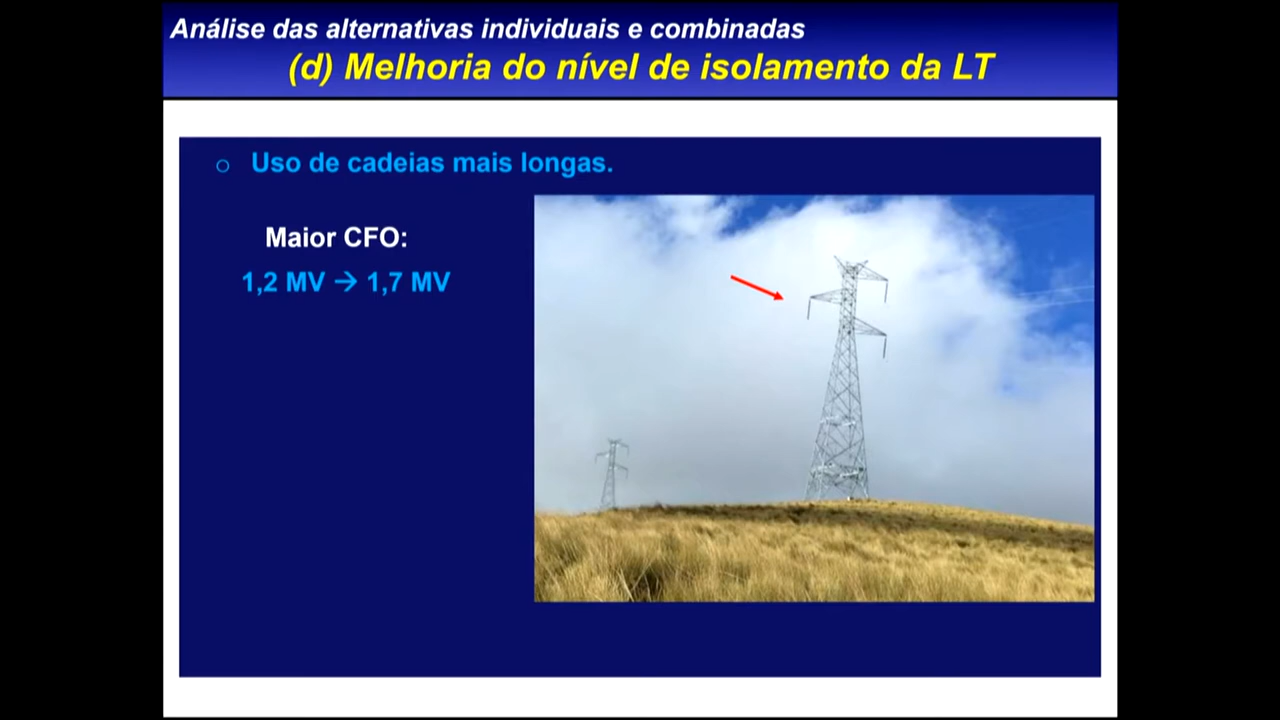 Análise das alternativas individuais e combinadas
(d) Melhoria do nível de isolamento da LT
o Uso de cadeias mais longas.
Maior CFO:
1,2 MV → 1,7 MV